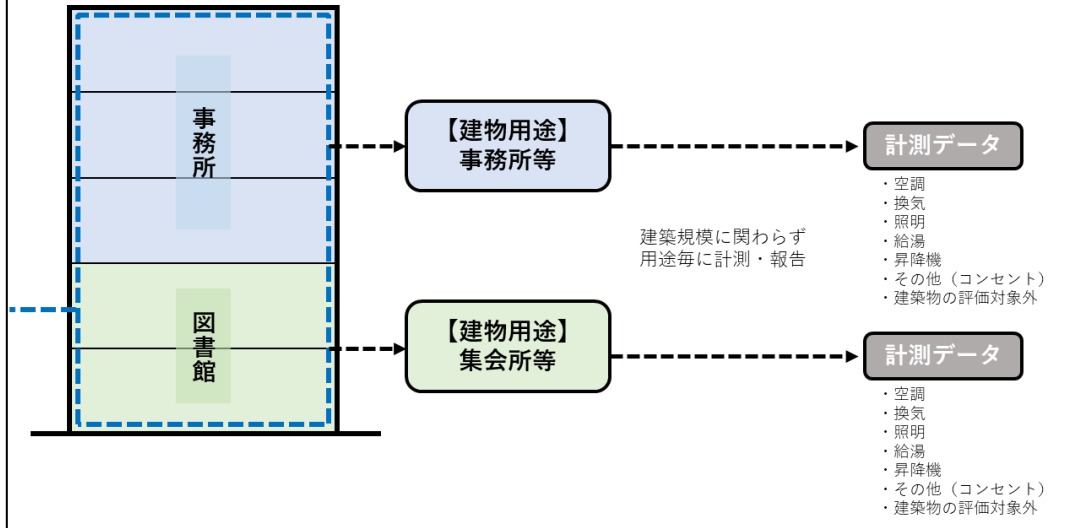 事務所
【建物用途】
事務所等
計測データ
・空調
・換気
・照明
・給湯
・昇降機
・その他（コンセント）
・建築物の評価対象外
建築規模に関わらず
用途毎に計測・報告
図書館
【建物用途】
集会所等
計測データ
・空調
・換気
・照明
・給湯
・昇降機
・その他（コンセント）
・建築物の評価対象外